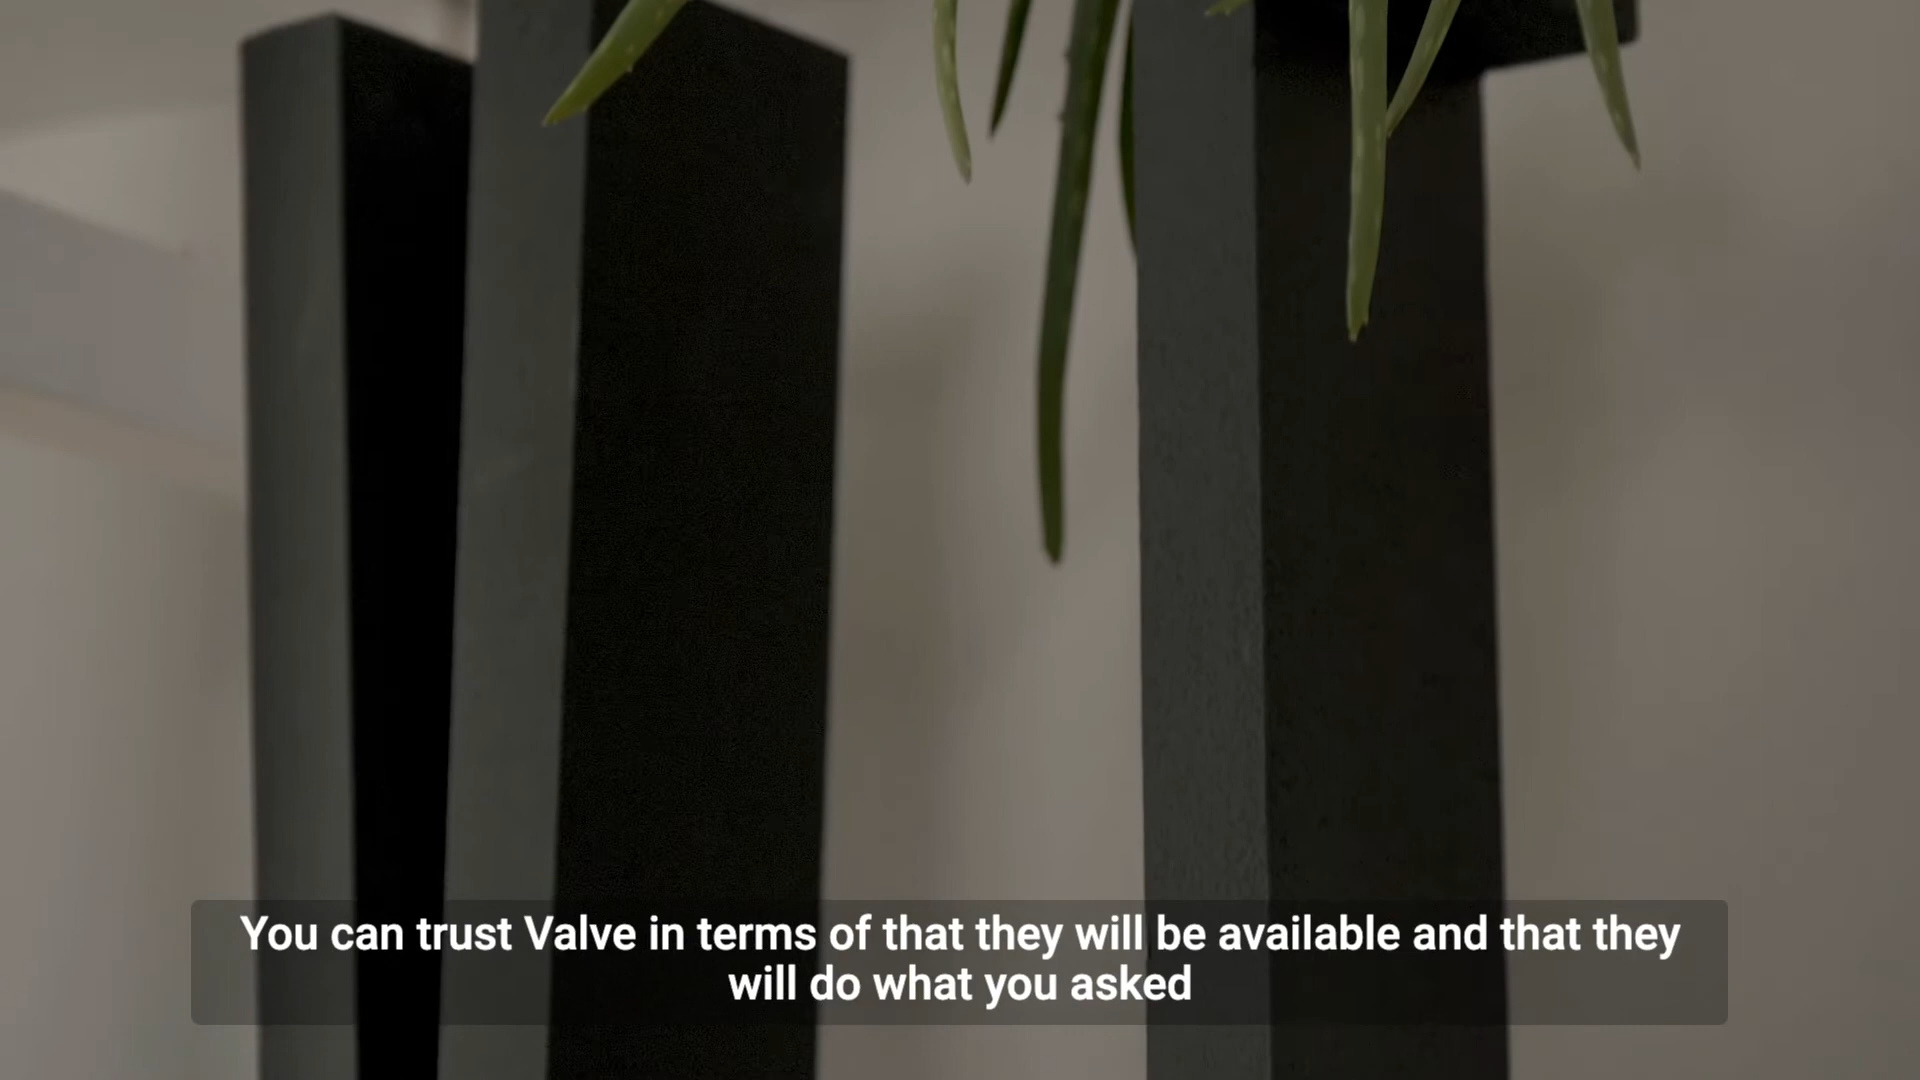 You can trust Valve in terms of that they will be available and that they
will do what you asked